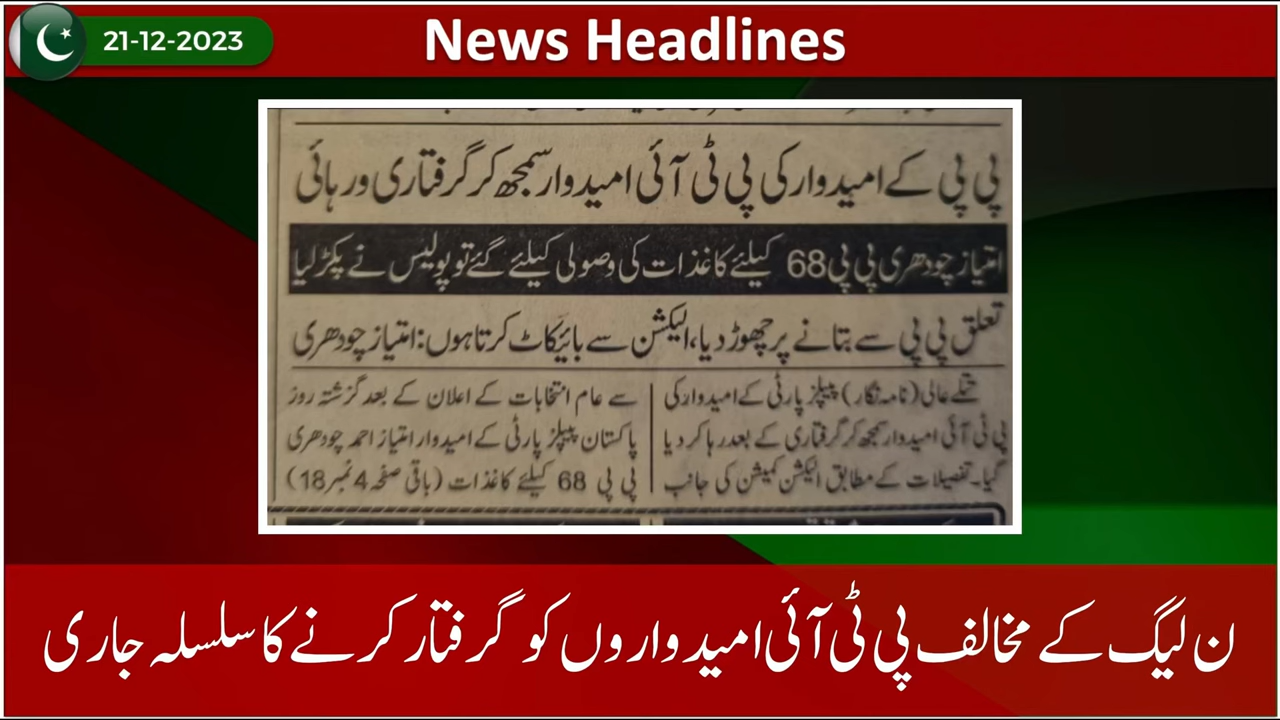 21-12-2023
News Headlines
پی پی کے امیدوار کی پی ٹی آئی امیدوار سمجھ کر گرفتاری ورہائی
امتیاز چودھری پی پی 68 کیلئے کاغذات کی وصولی کیلئے گئے تو پولیس نے پکڑ لیا
تعلق پی پی سے بتانے پر چھوڑ دیا، الیکشن سے بائیکاٹ کرتا ہوں: امتیاز چودھری
تتلے عالی (نامہ نگار) پیپلز پارٹی کے امیدوار کی
پی ٹی آئی امیدوار سمجھ کر گرفتاری کے بعد رہا کر دیا
گیا۔ تفصیلات کے مطابق الیکشن کمیشن کی جانب
سے عام انتخابات کے اعلان کے بعد گزشتہ روز
پاکستان پیپلز پارٹی کے امیدوار امتیاز احمد چودھری
پی پی 68 کیلئے کاغذات (باقی صفحہ 4 نمبر 18)
ن لیگ کے مخالف پی ٹی آئی امیدواروں کو گرفتار کرنے کا سلسلہ جاری